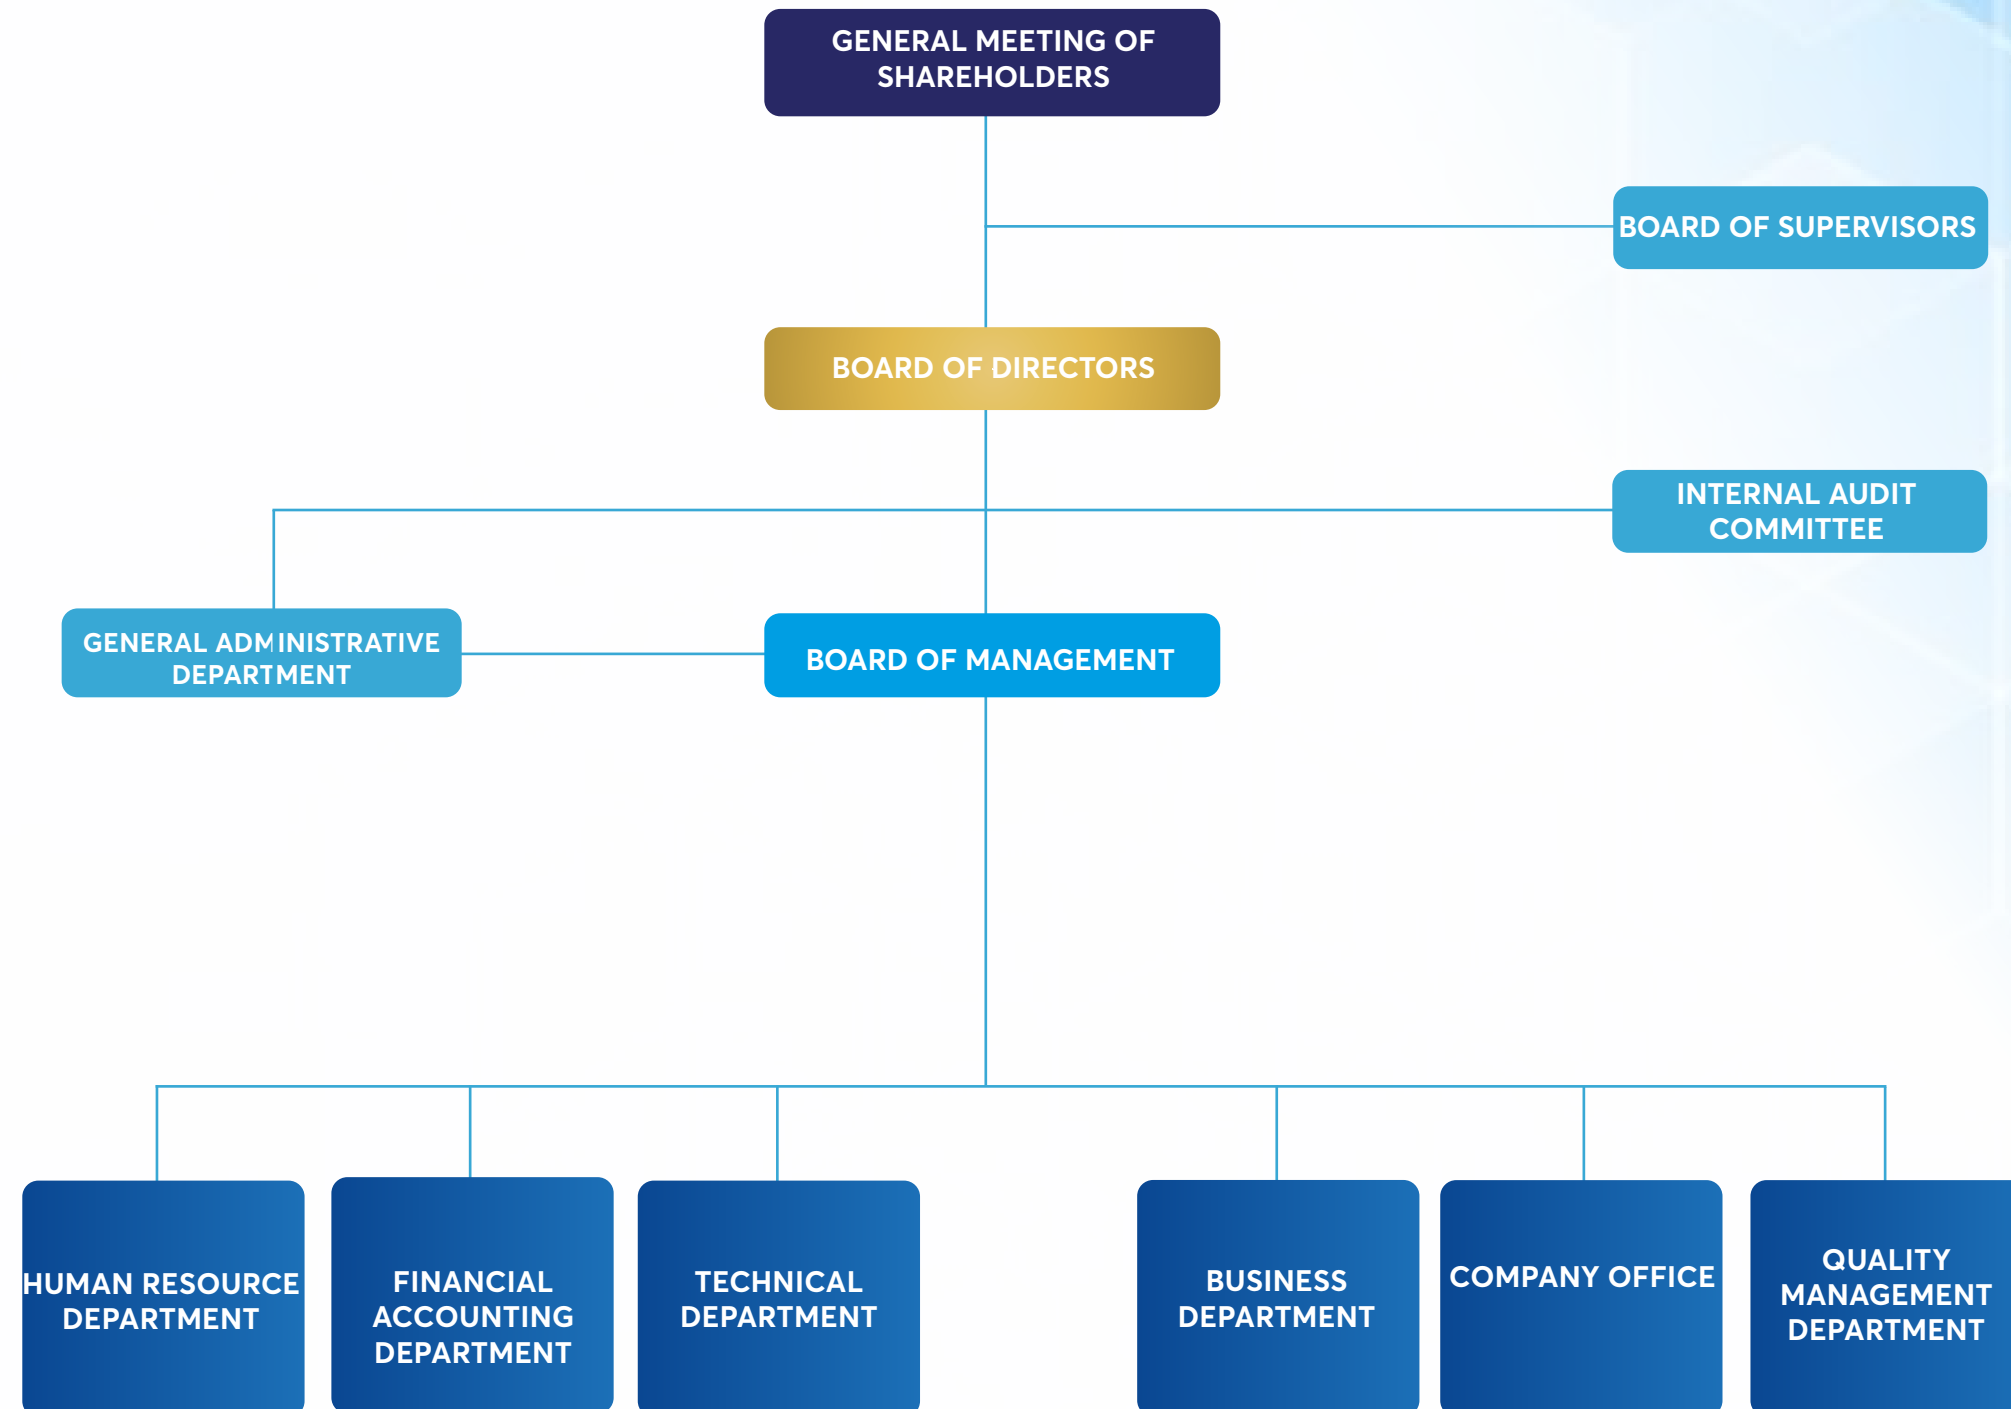 GENERAL MEETING OF
SHAREHOLDERS
BOARD OF SUPERVISORS
BOARD OF DIRECTORS
INTERNAL AUDIT
COMMITTEE
GENERAL ADMINISTRATIVE
DEPARTMENT
BOARD OF MANAGEMENT
HUMAN RESOURCE
DEPARTMENT
FINANCIAL
ACCOUNTING
DEPARTMENT
TECHNICAL
DEPARTMENT
BUSINESS
DEPARTMENT
COMPANY OFFICE
QUALITY
MANAGEMENT
DEPARTMENT